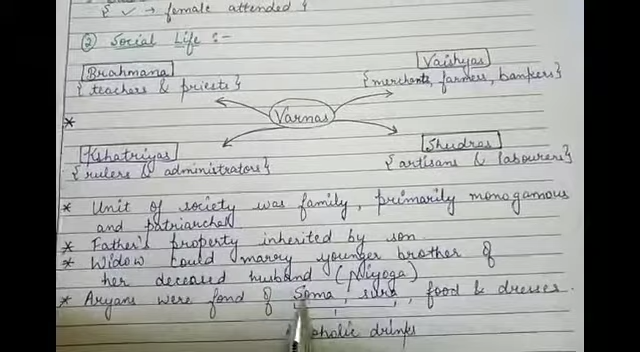 { ✓ → female attended }
② Social Life :-
Brahmana
{ teachers & priests }
Vaishyas
{ merchants, farmers, bankers }
* Varnas
Kshatriyas
{ rulers & administrators }
Shudras
{ artisans & labourers }
* Unit of society was family, primarily monogamous
and patriarchal
* Father's property inherited by son
* Widow could marry younger brother of
her deceased husband (Niyoga)
* Aryans were fond of Soma, sura, food & dresses.
drinks